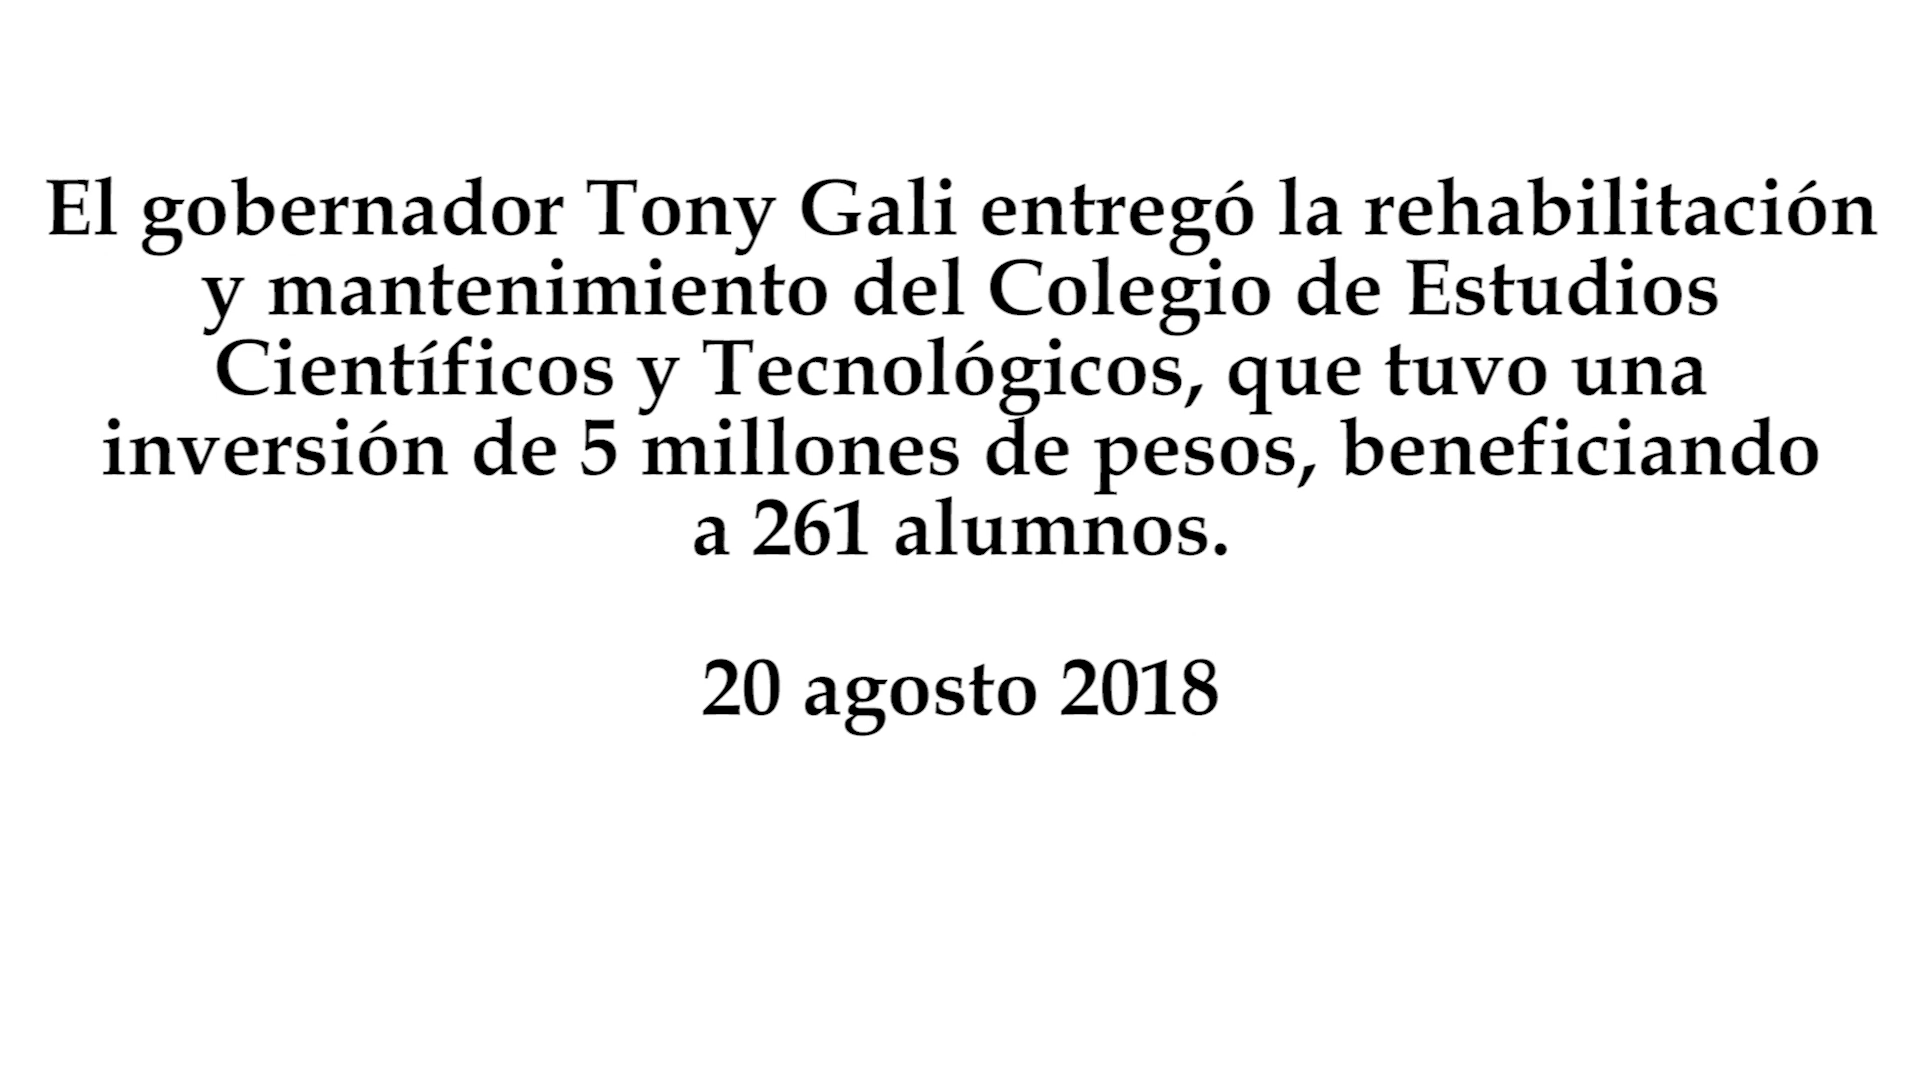 El gobernador Tony Gali entregó la rehabilitación
y mantenimiento del Colegio de Estudios
Científicos y Tecnológicos, que tuvo una
inversión de 5 millones de pesos, beneficiando
a 261 alumnos.
20 agosto 2018